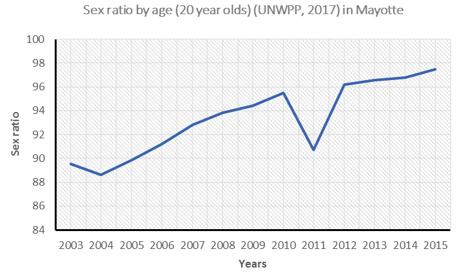 Sex ratio by age (20 year olds) (UNWPP, 2017) in Mayotte
100
98
96
94
92
90
88
86
84
Sex ratio
2003 2004 2005 2006 2007 2008 2009 2010 2011 2012 2013 2014 2015
Years